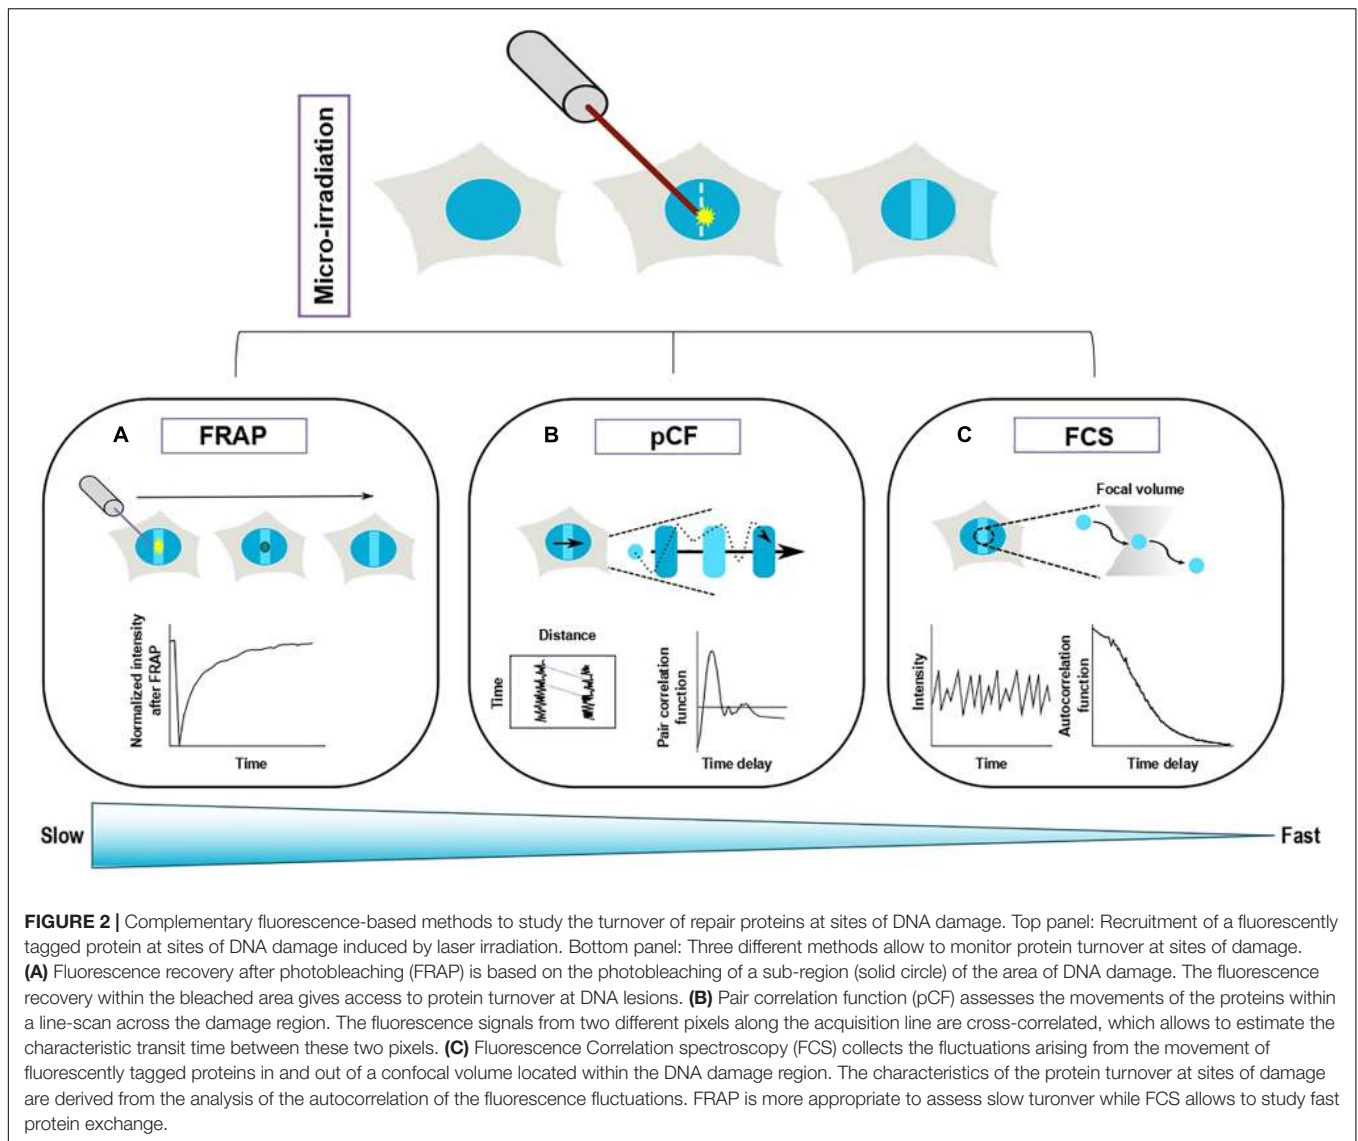 Micro-irradiation
A
FRAP
B
pCF
C
FCS
Focal volume
Normalized intensity
after FRAP
Time
Distance
Time
Pair correlation
function
Time delay
Intensity
Time
Autocorrelation
function
Time delay
Slow
Fast
FIGURE 2 | Complementary fluorescence-based methods to study the turnover of repair proteins at sites of DNA damage. Top panel: Recruitment of a fluorescently
tagged protein at sites of DNA damage induced by laser irradiation. Bottom panel: Three different methods allow to monitor protein turnover at sites of damage.
(A) Fluorescence recovery after photobleaching (FRAP) is based on the photobleaching of a sub-region (solid circle) of the area of DNA damage. The fluorescence
recovery within the bleached area gives access to protein turnover at DNA lesions. (B) Pair correlation function (pCF) assesses the movements of the proteins within
a line-scan across the damage region. The fluorescence signals from two different pixels along the acquisition line are cross-correlated, which allows to estimate the
characteristic transit time between these two pixels. (C) Fluorescence Correlation spectroscopy (FCS) collects the fluctuations arising from the movement of
fluorescently tagged proteins in and out of a confocal volume located within the DNA damage region. The characteristics of the protein turnover at sites of damage
are derived from the analysis of the autocorrelation of the fluorescence fluctuations. FRAP is more appropriate to assess slow turonver while FCS allows to study fast
protein exchange.